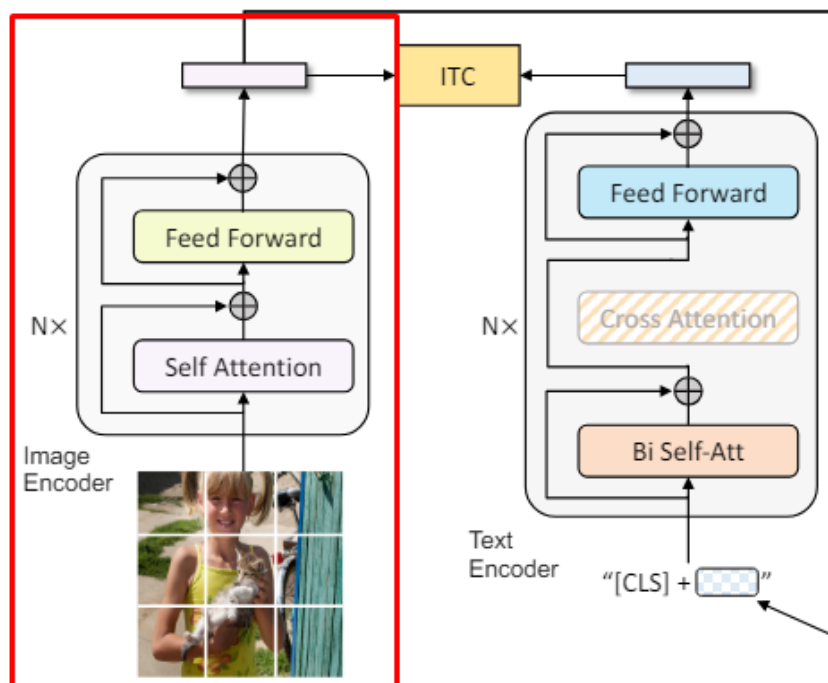 ITC
Feed Forward
Feed Forward
N×
N×
Cross Attention
Self Attention
Image
Encoder
Bi Self-Att
Text
Encoder
“[CLS] + ”